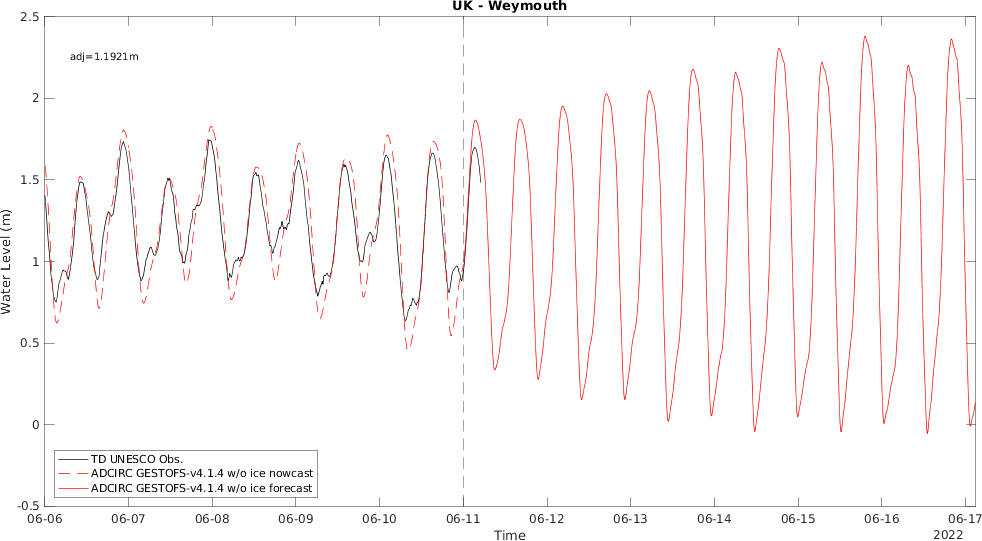 UK - Weymouth
2.5
adj=1.1921m
2
1.5
1
0.5
0
-0.5
Water Level (m)
TD UNESCO Obs.
ADCIRC GESTOFS-v4.1.4 w/o ice nowcast
ADCIRC GESTOFS-v4.1.4 w/o ice forecast
06-06 06-07 06-08 06-09 06-10 06-11 06-12 06-13 06-14 06-15 06-16 06-17
Time
2022